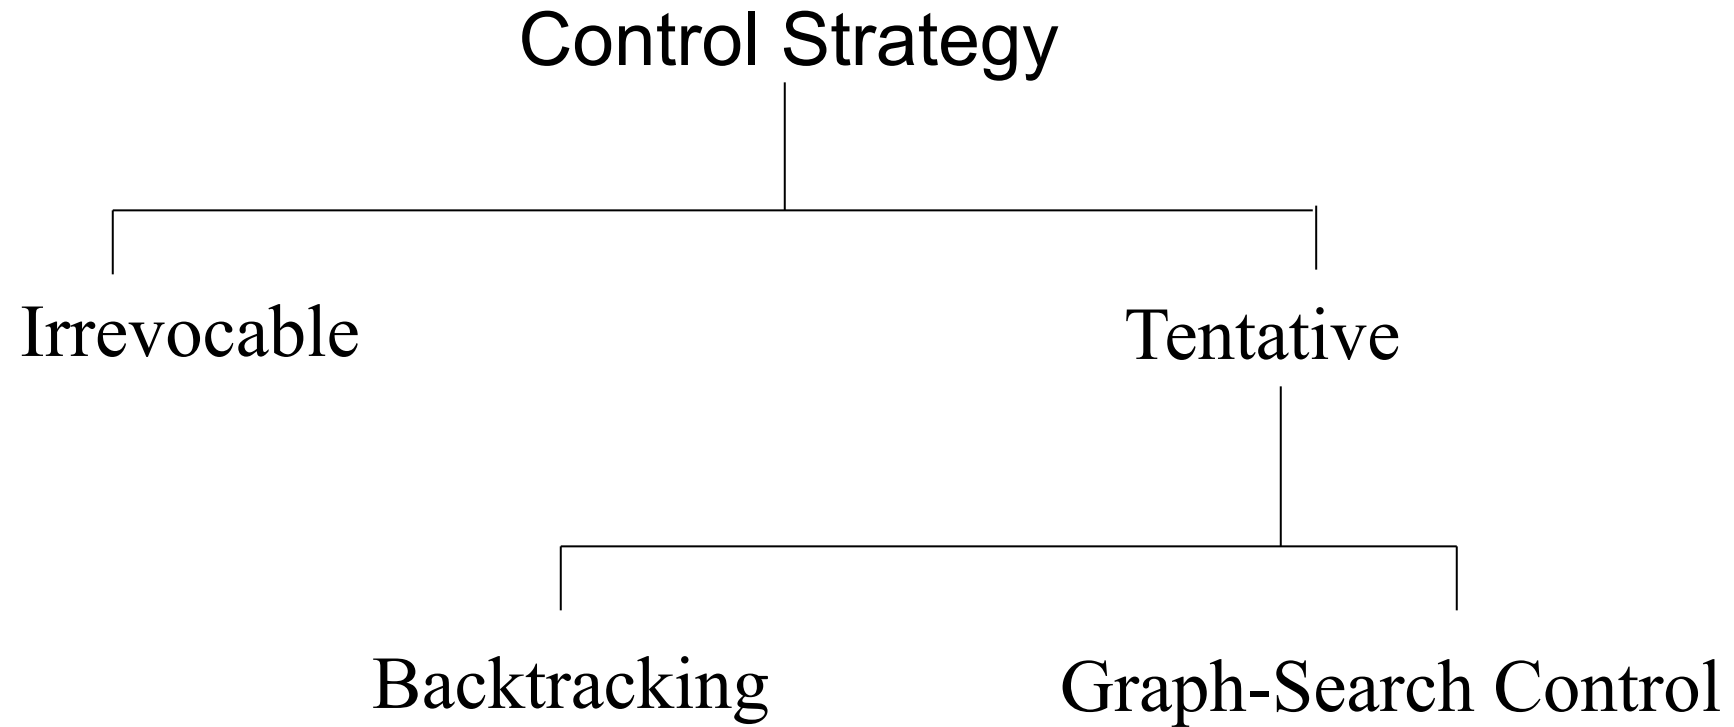 Control Strategy
Irrevocable
Tentative
Backtracking
Graph-Search Control